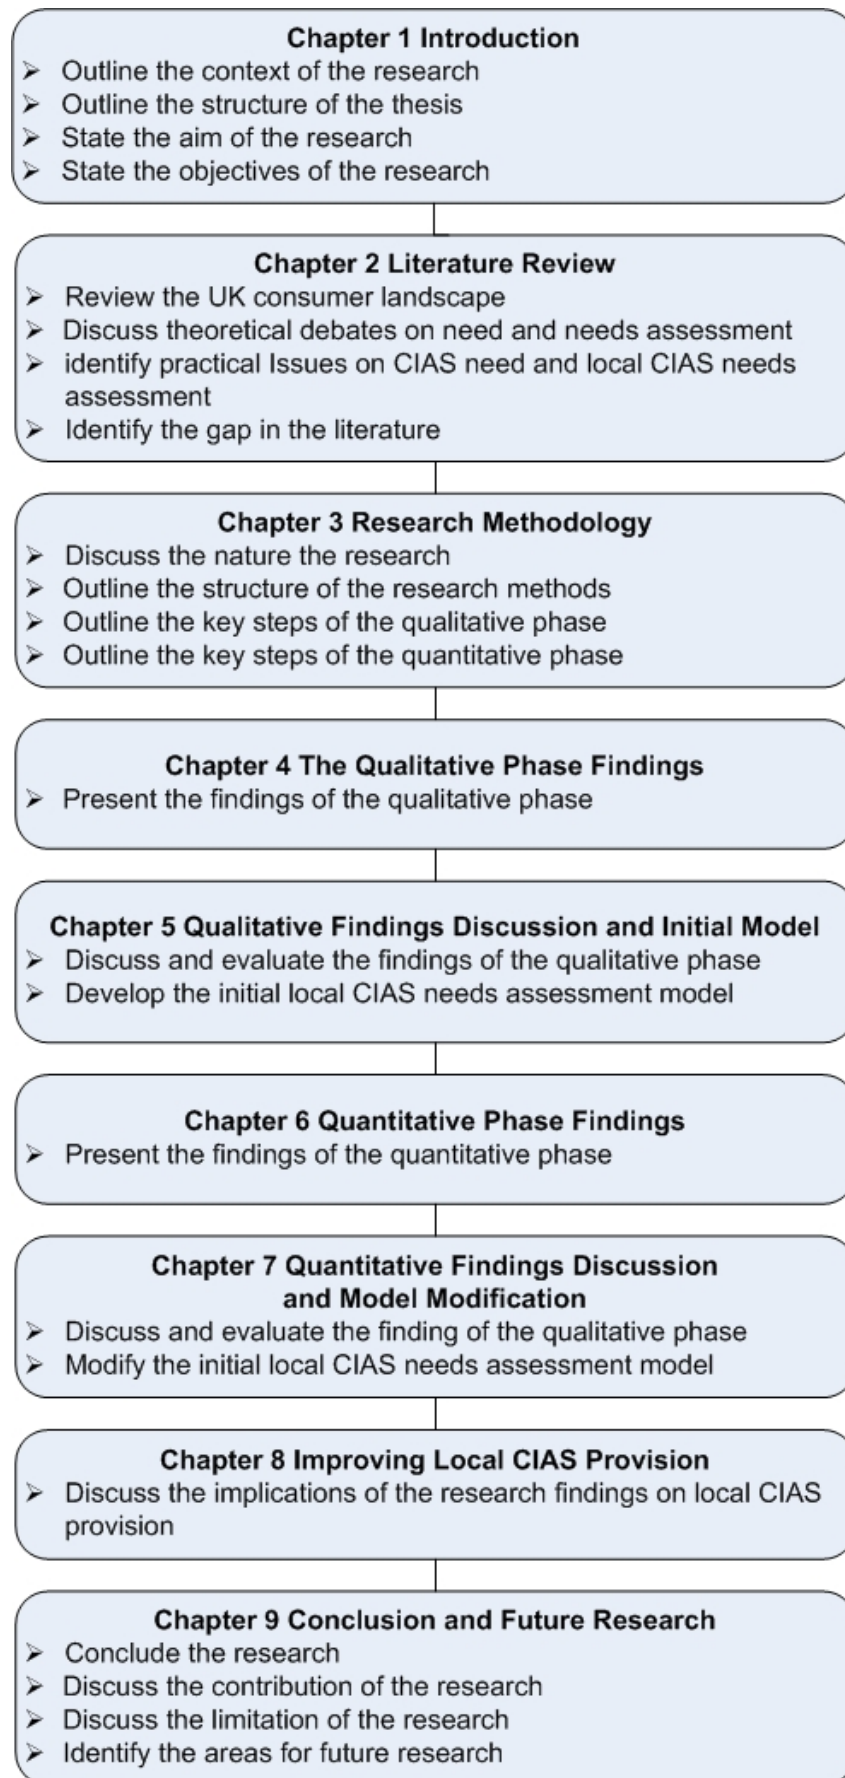 Chapter 1 Introduction
➢ Outline the context of the research
➢ Outline the structure of the thesis
➢ State the aim of the research
➢ State the objectives of the research
Chapter 2 Literature Review
➢ Review the UK consumer landscape
➢ Discuss theoretical debates on need and needs assessment
➢ identify practical Issues on CIAS need and local CIAS needs
assessment
➢ Identify the gap in the literature
Chapter 3 Research Methodology
➢ Discuss the nature the research
➢ Outline the structure of the research methods
➢ Outline the key steps of the qualitative phase
➢ Outline the key steps of the quantitative phase
Chapter 4 The Qualitative Phase Findings
➢ Present the findings of the qualitative phase
Chapter 5 Qualitative Findings Discussion and Initial Model
➢ Discuss and evaluate the findings of the qualitative phase
➢ Develop the initial local CIAS needs assessment model
Chapter 6 Quantitative Phase Findings
➢ Present the findings of the quantitative phase
Chapter 7 Quantitative Findings Discussion
and Model Modification
➢ Discuss and evaluate the finding of the qualitative phase
➢ Modify the initial local CIAS needs assessment model
Chapter 8 Improving Local CIAS Provision
➢ Discuss the implications of the research findings on local CIAS
provision
Chapter 9 Conclusion and Future Research
➢ Conclude the research
➢ Discuss the contribution of the research
➢ Discuss the limitation of the research
➢ Identify the areas for future research